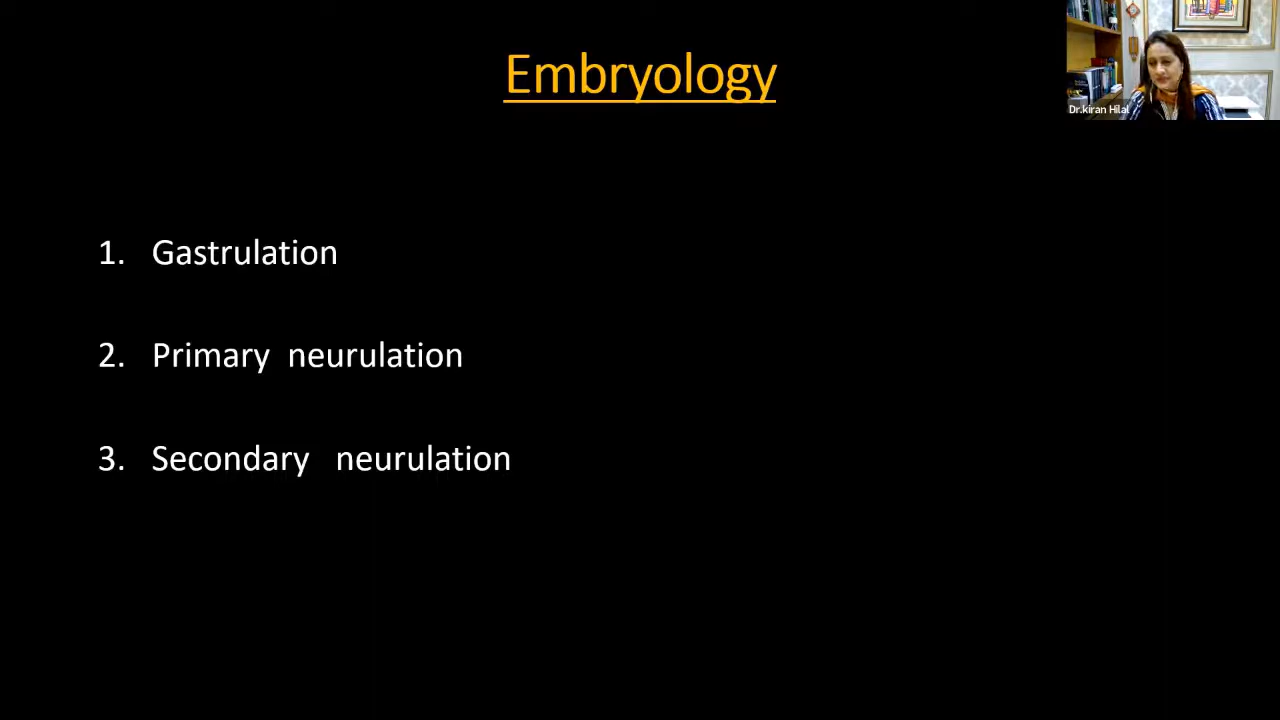 Embryology
Dr.kiran Hilal
1. Gastrulation
2. Primary neurulation
3. Secondary neurulation